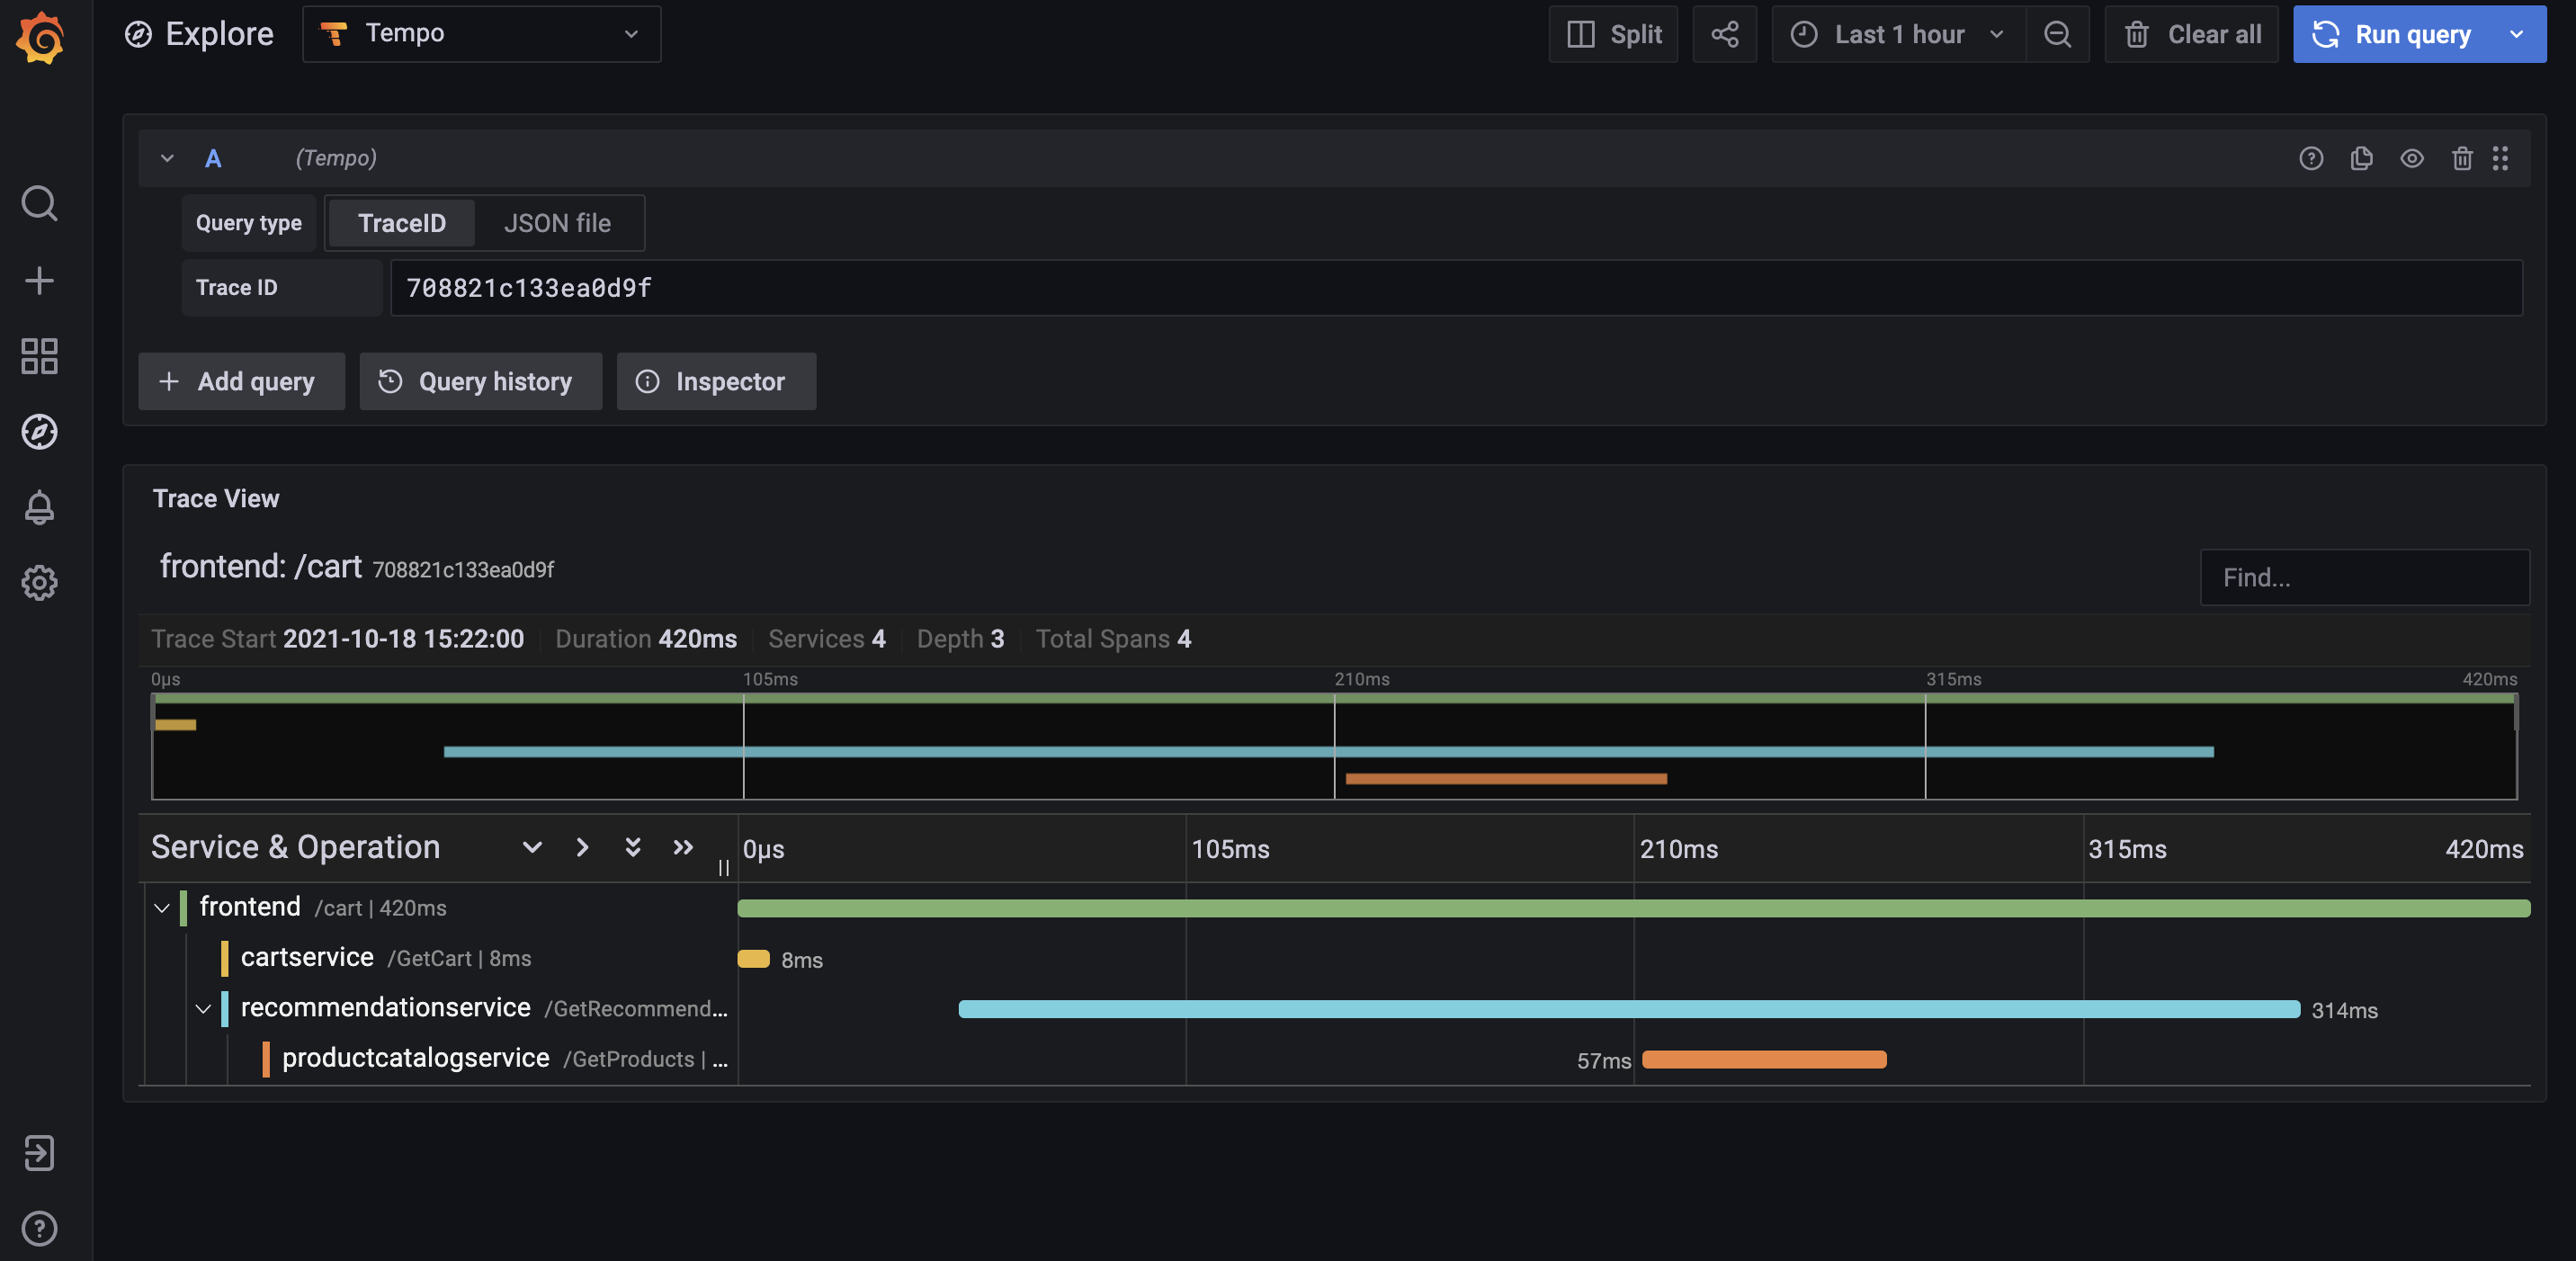 Explore Tempo Split Last 1 hour Clear all Run query
A (Tempo)
Query type TraceID JSON file
Trace ID 708821c133ea0d9f
Add query Query history Inspector
Trace View
frontend: /cart 708821c133ea0d9f Find...
Trace Start 2021-10-18 15:22:00 Duration 420ms Services 4 Depth 3 Total Spans 4
0μs 105ms 210ms 315ms 420ms
Service & Operation 0μs 105ms 210ms 315ms 420ms
frontend /cart | 420ms
cartservice /GetCart | 8ms 8ms
recommendationservice /GetRecommend... 314ms
productcatalogservice /GetProducts | ... 57ms